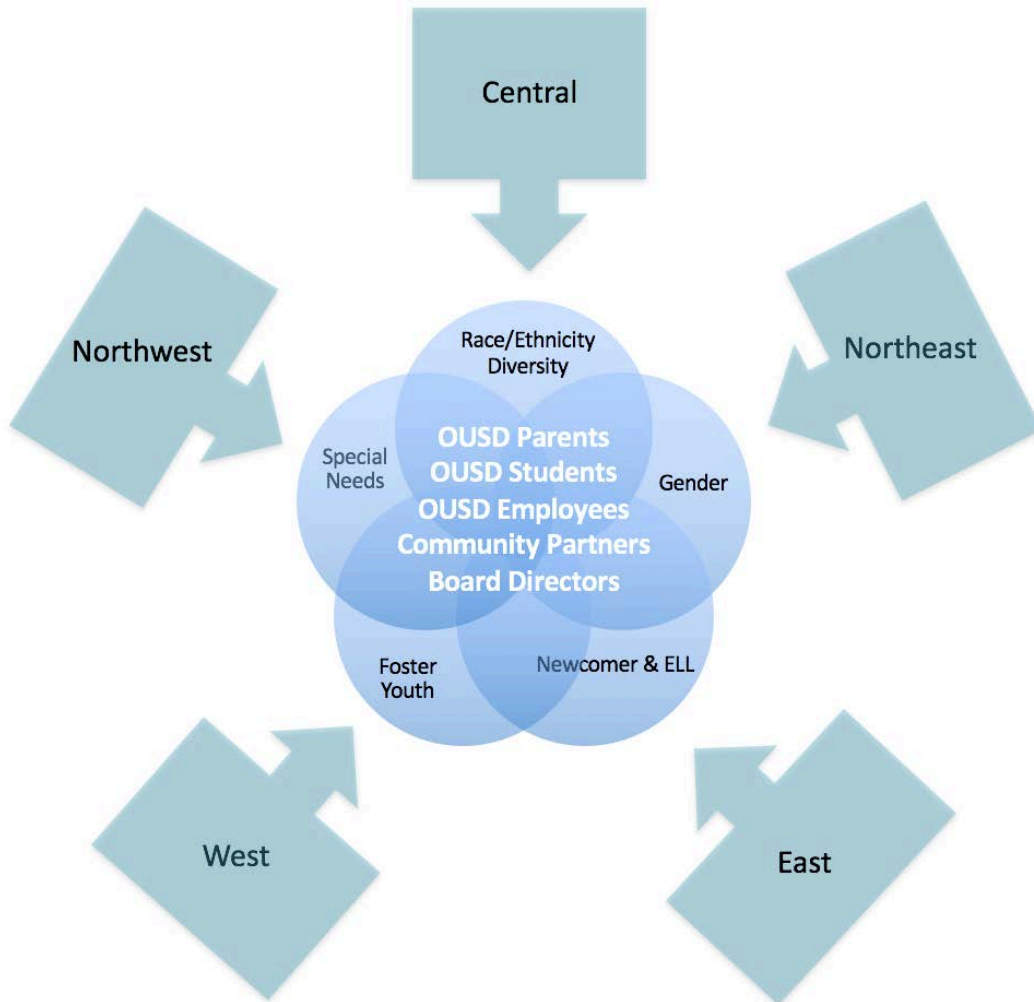 Central
Northwest
Northeast
Race/Ethnicity
Diversity
Special
Needs
Gender
OUSD Parents
OUSD Students
OUSD Employees
Community Partners
Board Directors
Foster
Youth
Newcomer & ELL
West
East